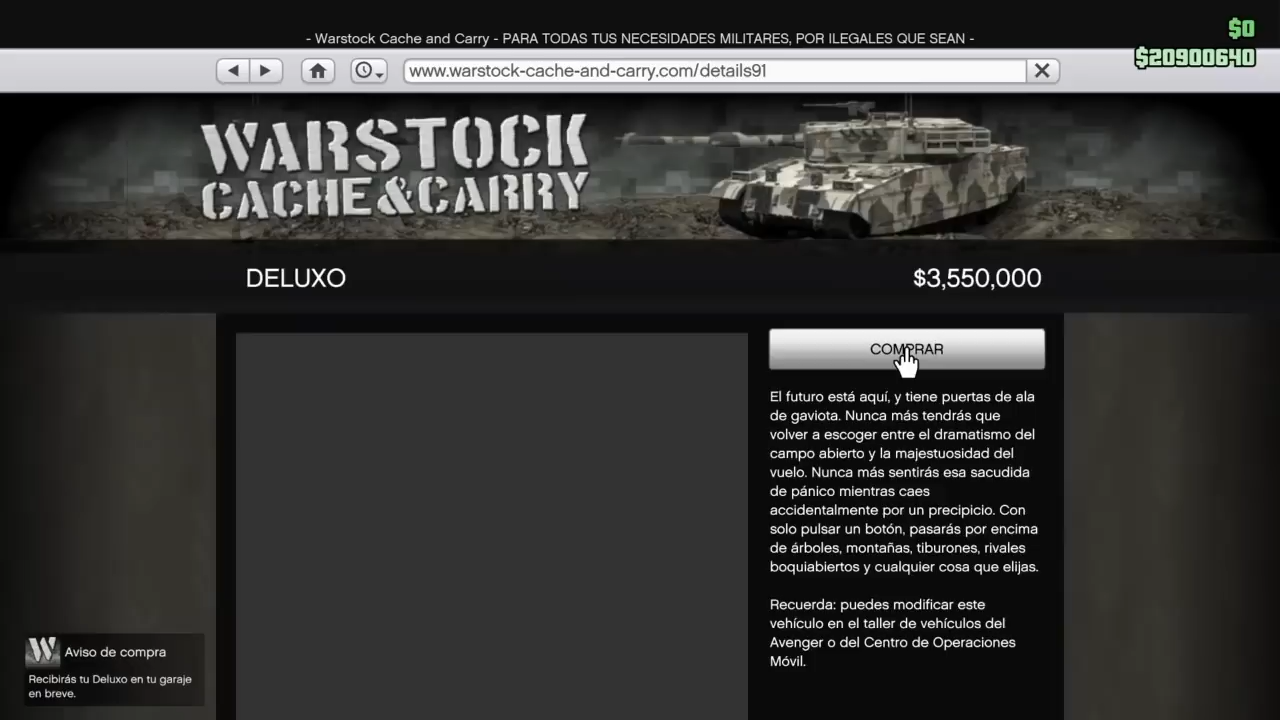 - Warstock Cache and Carry - PARA TODAS TUS NECESIDADES MILITARES, POR ILEGALES QUE SEAN -
$0
$20900640
www.warstock-cache-and-carry.com/details91
WARSTOCK
CACHE&CARRY
DELUXO
$3,550,000
COMPRAR
El futuro está aquí, y tiene puertas de ala
de gaviota. Nunca más tendrás que
volver a escoger entre el dramatismo del
campo abierto y la majestuosidad del
vuelo. Nunca más sentirás esa sacudida
de pánico mientras caes
accidentalmente por un precipicio. Con
solo pulsar un botón, pasarás por encima
de árboles, montañas, tiburones, rivales
boquiabiertos y cualquier cosa que elijas.
Recuerda: puedes modificar este
vehículo en el taller de vehículos del
Avenger o del Centro de Operaciones
Móvil.
W
Aviso de compra
Recibirás tu Deluxo en tu garaje
en breve.